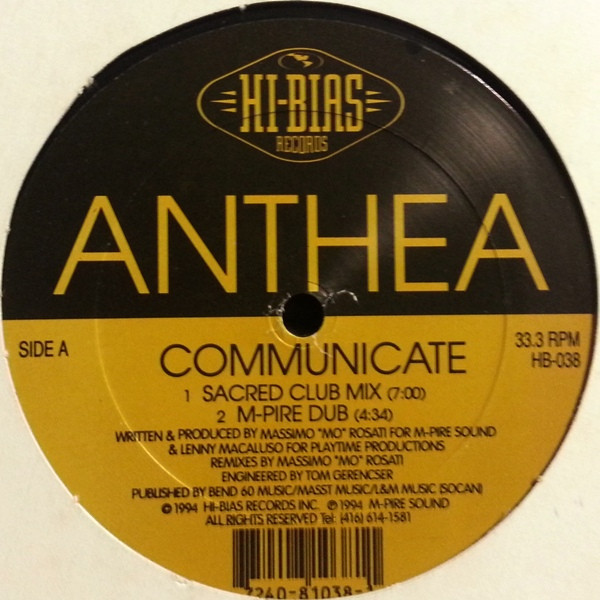 HI-BIAS
RECORDS
ANTHEA
SIDE A
33.3 RPM
HB-038
COMMUNICATE
1 SACRED CLUB MIX (7:00)
2 M-PIRE DUB (4:34)
WRITTEN & PRODUCED BY MASSIMO "MO" ROSATI FOR M-PIRE SOUND
& LENNY MACALUSO FOR PLAYTIME PRODUCTIONS
REMIXES BY MASSIMO "MO" ROSATI
ENGINEERED BY TOM GERENCSER
PUBLISHED BY BEND 60 MUSIC/MASST MUSIC/L&M MUSIC (SOCAN)
© 1994 HI-BIAS RECORDS INC. ℗ 1994 M-PIRE SOUND
ALL RIGHTS RESERVED Tel: (416) 614-1581
7240-81038-1